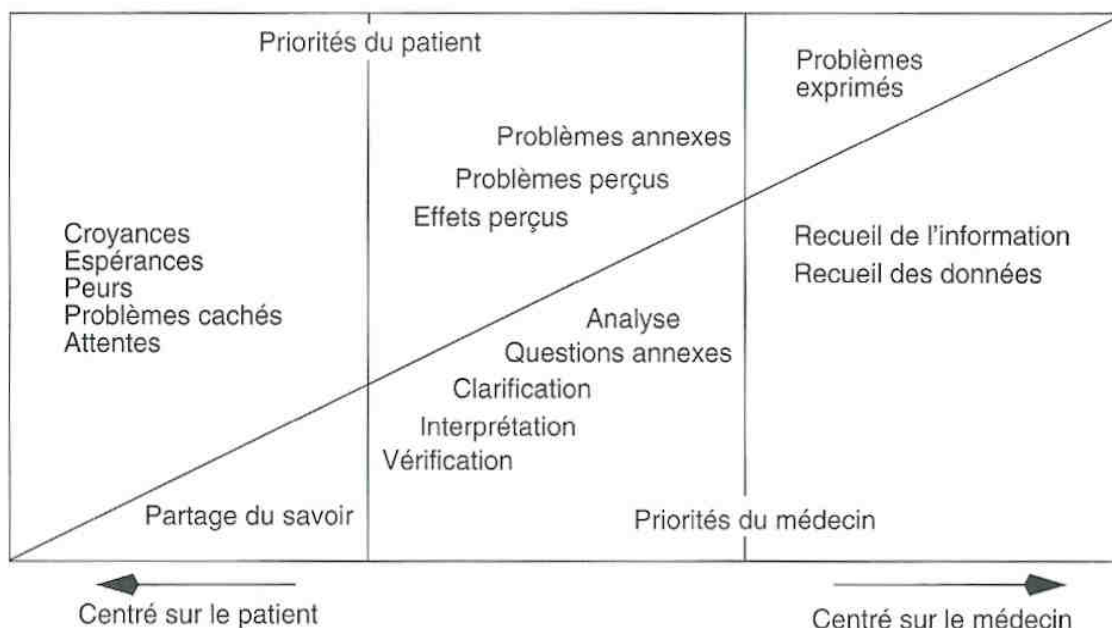 Priorités du patient
Problèmes
exprimés
Problèmes annexes
Problèmes perçus
Effets perçus
Croyances
Espérances
Peurs
Problèmes cachés
Attentes
Recueil de l'information
Recueil des données
Analyse
Questions annexes
Clarification
Interprétation
Vérification
Partage du savoir
Priorités du médecin
Centré sur le patient
Centré sur le médecin